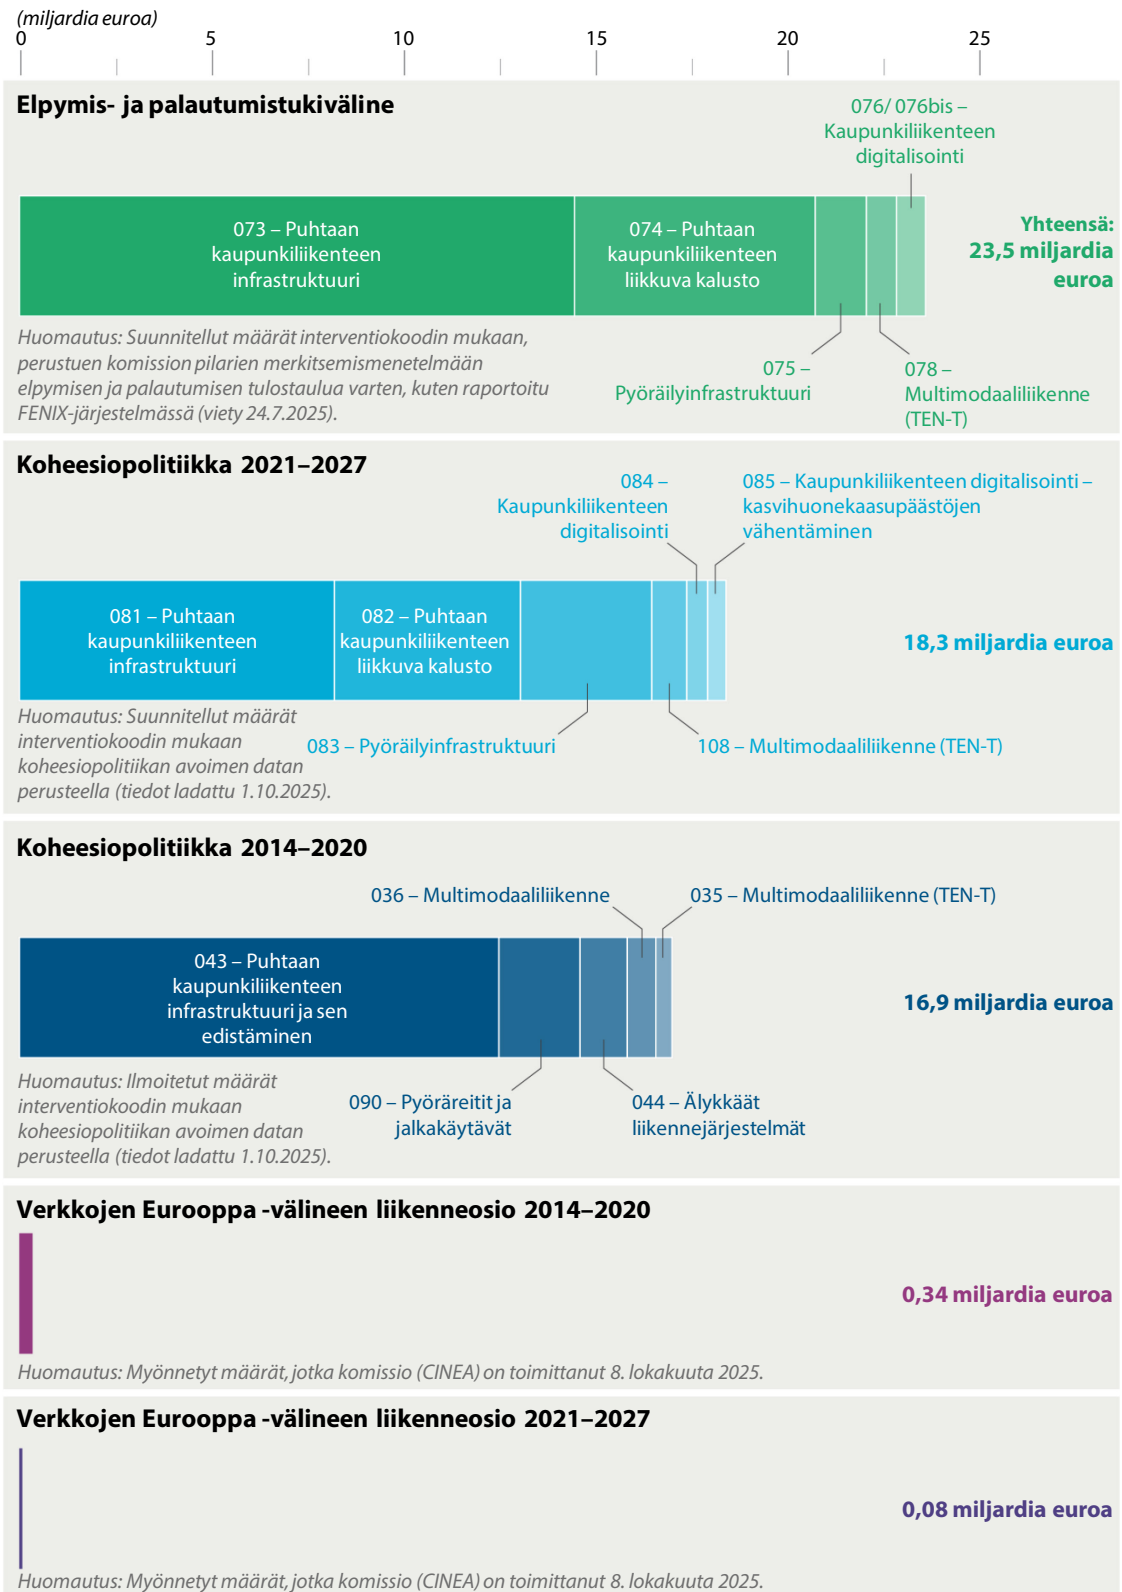 (miljardia euroa)
0 5 10 15 20 25
Elpymis- ja palautumistukiväline
076/ 076bis –
Kaupunkiliikenteen
digitalisointi
073 – Puhtaan
kaupunkiliikenteen
infrastruktuuri
074 – Puhtaan
kaupunkiliikenteen
liikkuva kalusto
Yhteensä:
23,5 miljardia
euroa
Huomautus: Suunnitellut määrät interventiokoodin mukaan,
perustuen komission pilarien merkitsemismenetelmään
elpymisen ja palautumisen tulostaulua varten, kuten raportoitu
FENIX-järjestelmässä (viety 24.7.2025).
075 –
Pyöräilyinfrastruktuuri
078 –
Multimodaaliliikenne
(TEN-T)
Koheesiopolitiikka 2021–2027
084 –
Kaupunkiliikenteen
digitalisointi
085 – Kaupunkiliikenteen digitalisointi –
kasvihuonekaasupäästöjen
vähentäminen
081 – Puhtaan
kaupunkiliikenteen
infrastruktuuri
082 – Puhtaan
kaupunkiliikenteen
liikkuva kalusto
18,3 miljardia euroa
Huomautus: Suunnitellut määrät
interventiokoodin mukaan
koheesiopolitiikan avoimen datan
perusteella (tiedot ladattu 1.10.2025).
083 – Pyöräilyinfrastruktuuri
108 – Multimodaaliliikenne (TEN-T)
Koheesiopolitiikka 2014–2020
036 – Multimodaaliliikenne
035 – Multimodaaliliikenne (TEN-T)
043 – Puhtaan
kaupunkiliikenteen
infrastruktuuri ja sen
edistäminen
16,9 miljardia euroa
Huomautus: Ilmoitetut määrät
interventiokoodin mukaan
koheesiopolitiikan avoimen datan
perusteella (tiedot ladattu 1.10.2025).
090 – Pyöräreitit ja
jalkakäytävät
044 – Älykkäät
liikennejärjestelmät
Verkkojen Eurooppa -välineen liikenneosio 2014–2020
0,34 miljardia euroa
Huomautus: Myönnetyt määrät, jotka komissio (CINEA) on toimittanut 8. lokakuuta 2025.
Verkkojen Eurooppa -välineen liikenneosio 2021–2027
0,08 miljardia euroa
Huomautus: Myönnetyt määrät, jotka komissio (CINEA) on toimittanut 8. lokakuuta 2025.